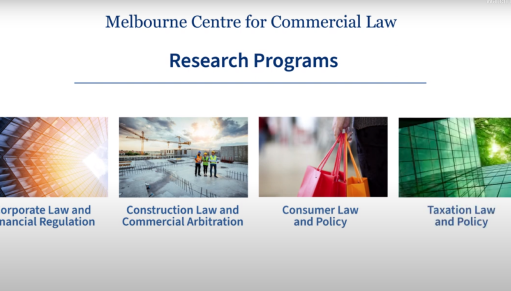 Melbourne Centre for Commercial Law
Research Programs
orporate Law and
nancial Regulation
Construction Law and
Commercial Arbitration
Consumer Law
and Policy
Taxation Law
and Policy